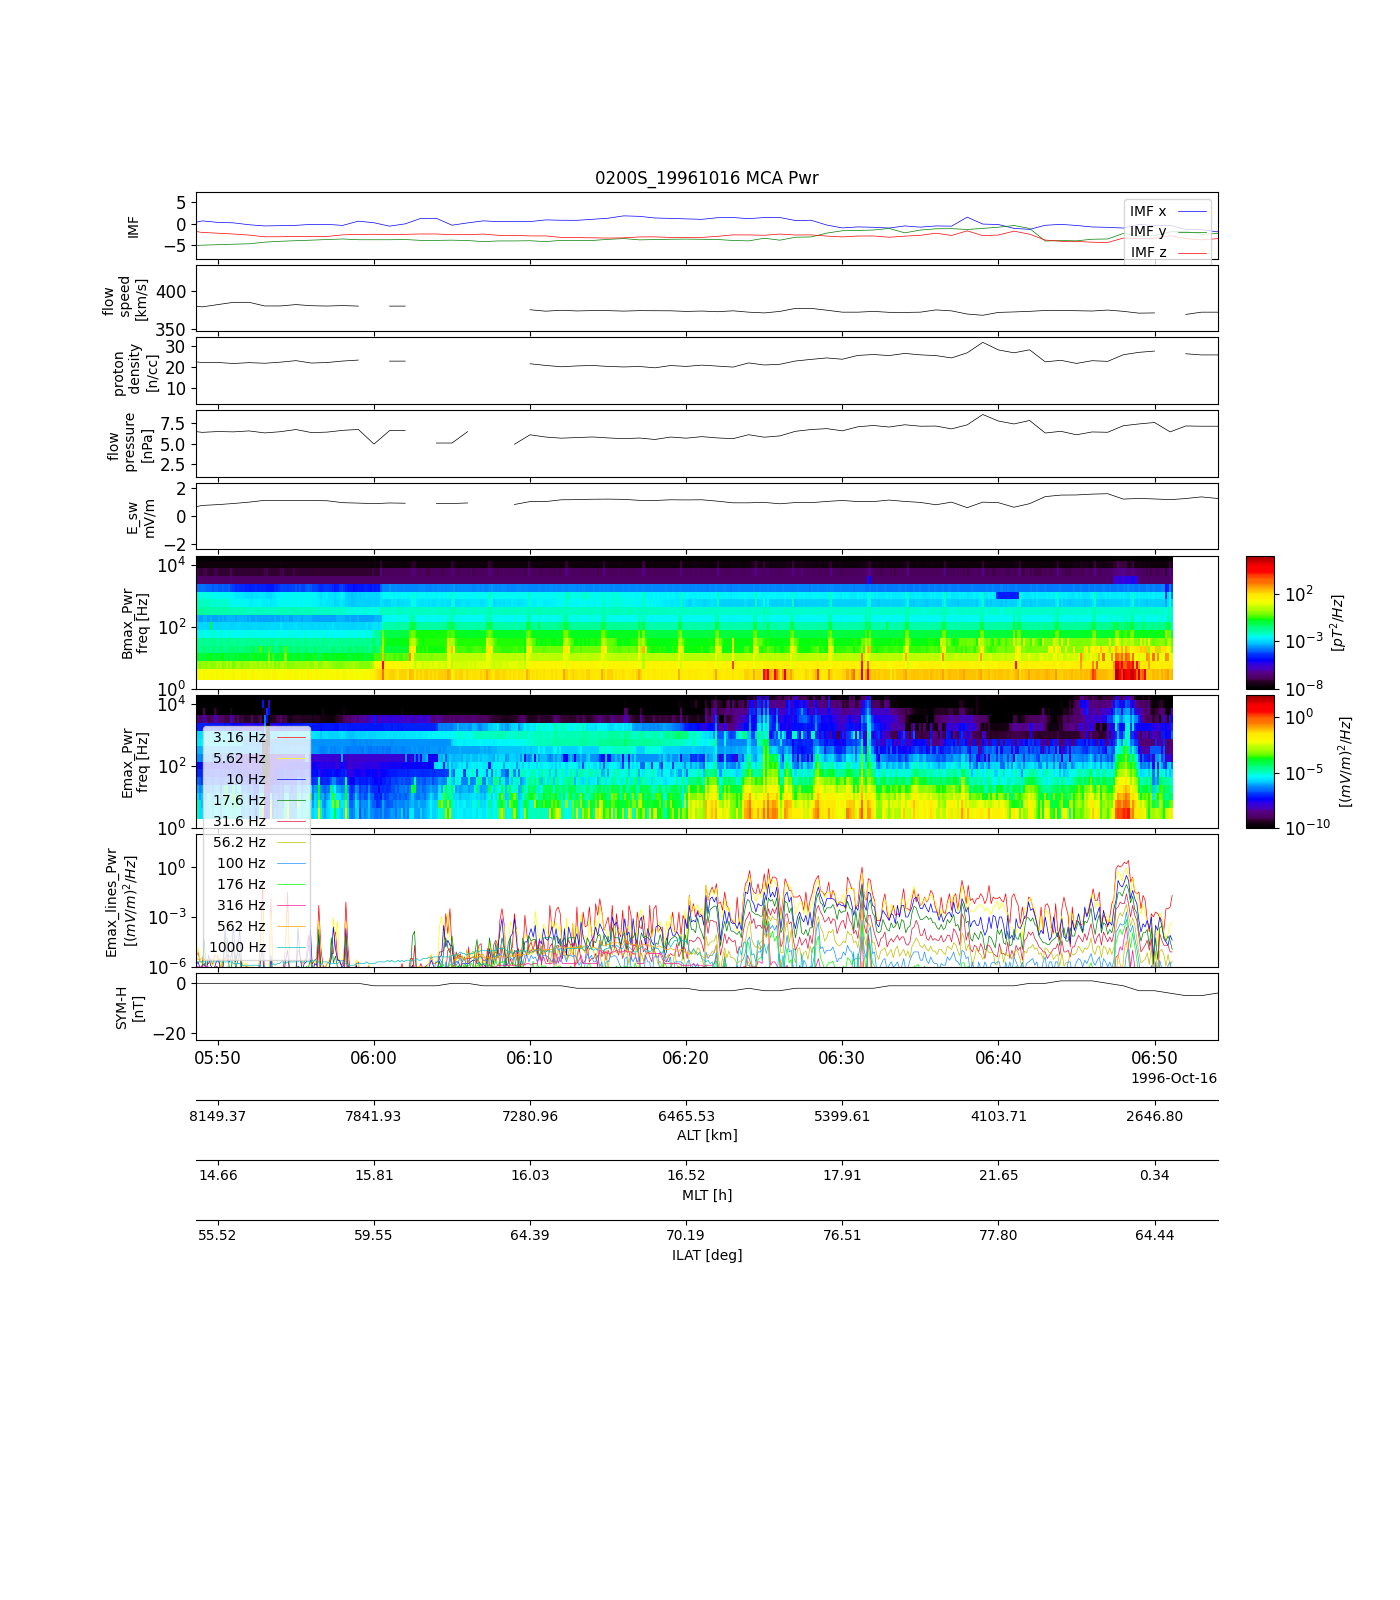 0200S_19961016 MCA Pwr
IMF
5
0
−5
IMF x
IMF y
IMF z
flow
speed
[km/s]
400
350
proton
density
[n/cc]
30
20
10
flow
pressure
[nPa]
7.5
5.0
2.5
E_sw
mV/m
2
0
−2
Bmax_Pwr
freq [Hz]
10^4
10^2
10^0
10^2
10^−3
10^−8
[pT^2/Hz]
Emax_Pwr
freq [Hz]
10^4
10^2
10^0
10^0
10^−5
10^−10
[(mV/m)^2/Hz]
3.16 Hz
5.62 Hz
10 Hz
17.6 Hz
31.6 Hz
56.2 Hz
100 Hz
176 Hz
316 Hz
562 Hz
1000 Hz
Emax_lines_Pwr
[(mV/m)^2/Hz]
10^0
10^−3
10^−6
SYM-H
[nT]
0
−20
05:50 06:00 06:10 06:20 06:30 06:40 06:50
1996-Oct-16
8149.37 7841.93 7280.96 6465.53 5399.61 4103.71 2646.80
ALT [km]
14.66 15.81 16.03 16.52 17.91 21.65 0.34
MLT [h]
55.52 59.55 64.39 70.19 76.51 77.80 64.44
ILAT [deg]